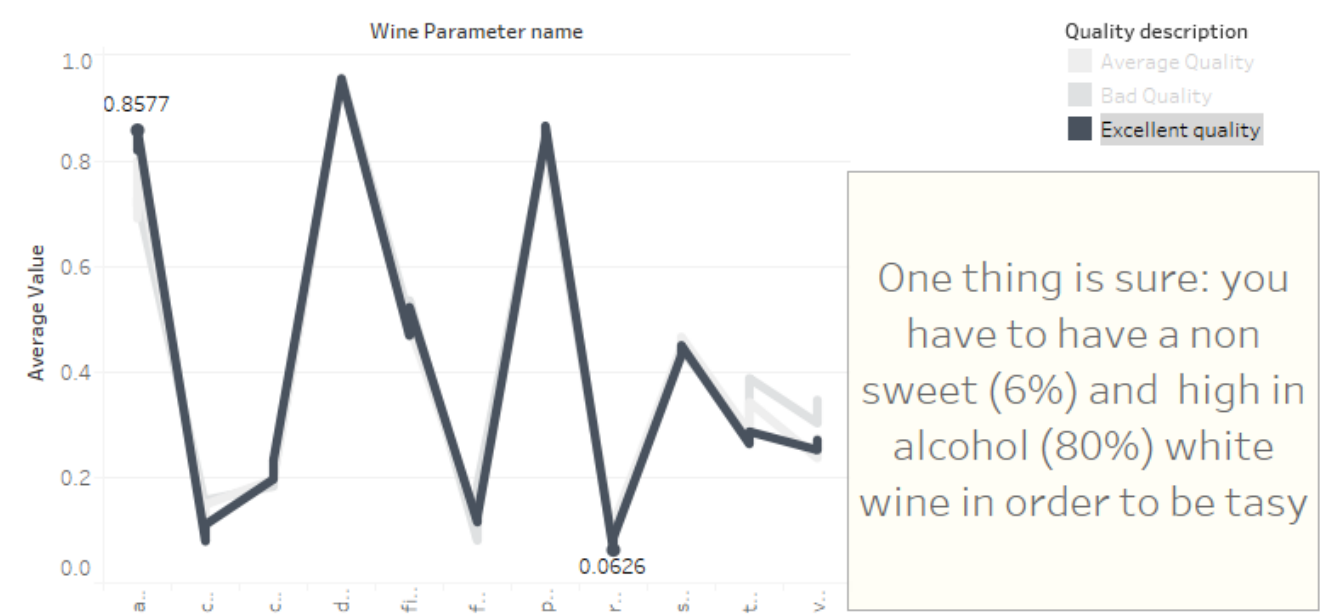 Wine Parameter name
Quality description
Average Quality
Bad Quality
Excellent quality
1.0
0.8
0.6
0.4
0.2
0.0
Average Value
0.8577
0.0626
a..
c..
c..
d..
fi..
f..
p..
r..
s..
t..
v..
One thing is sure: you
have to have a non
sweet (6%) and high in
alcohol (80%) white
wine in order to be tasy